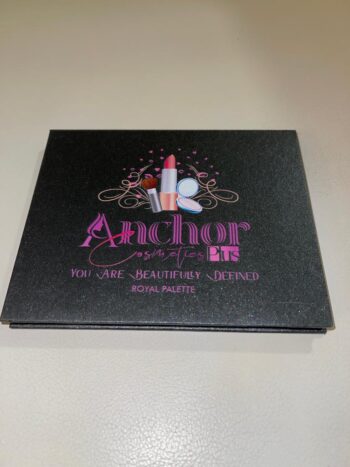 Anchor
Cosmetics PTS
You Are Beautifully Defined
ROYAL PALETTE